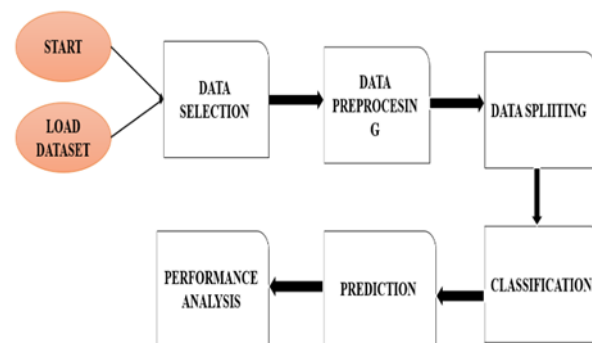 START
LOAD
DATASET
DATA
SELECTION
DATA
PREPROCESIN
G
DATA SPLIITING
CLASSIFICATION
PREDICTION
PERFORMANCE
ANALYSIS